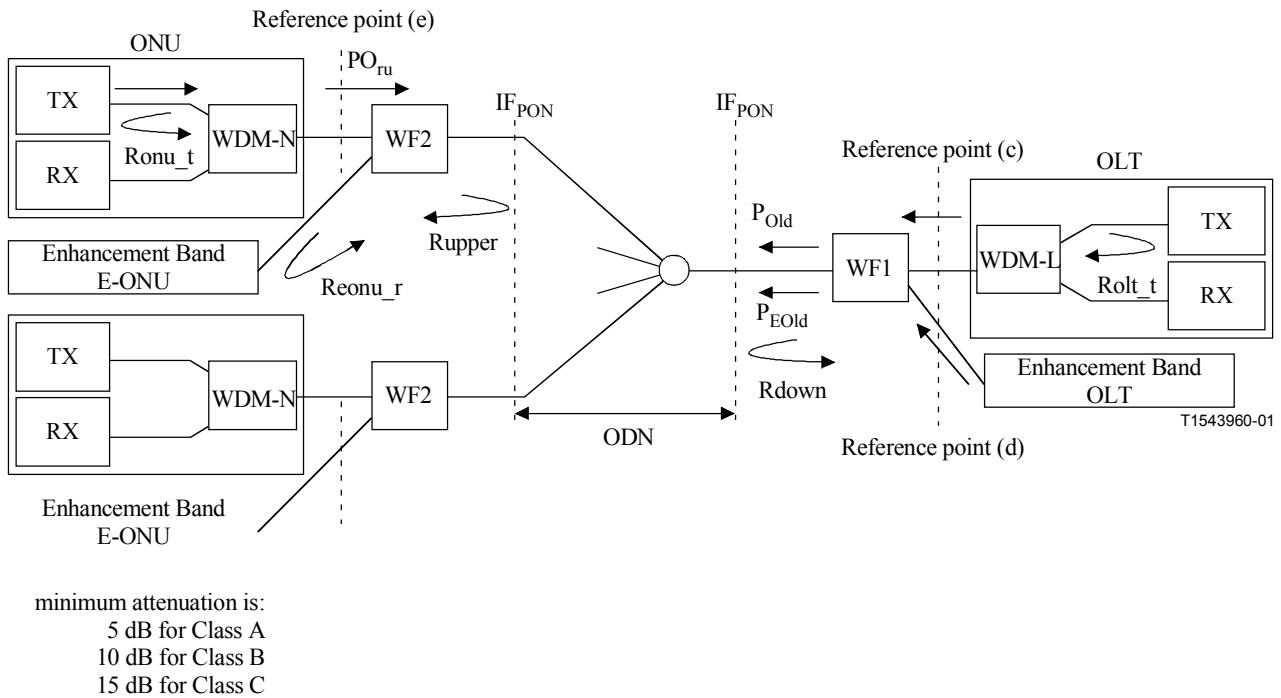 Reference point (e)
ONU
PO_ru
TX
IF_PON
IF_PON
WDM-N
WF2
Ronu_t
RX
Reference point (c)
OLT
P_Old
TX
Rupper
Enhancement Band
E-ONU
WF1
WDM-L
Reonu_r
Rolt_t
RX
P_EOld
TX
Enhancement Band
OLT
WDM-N
WF2
Rdown
RX
T1543960-01
ODN
Reference point (d)
Enhancement Band
E-ONU
minimum attenuation is:
5 dB for Class A
10 dB for Class B
15 dB for Class C